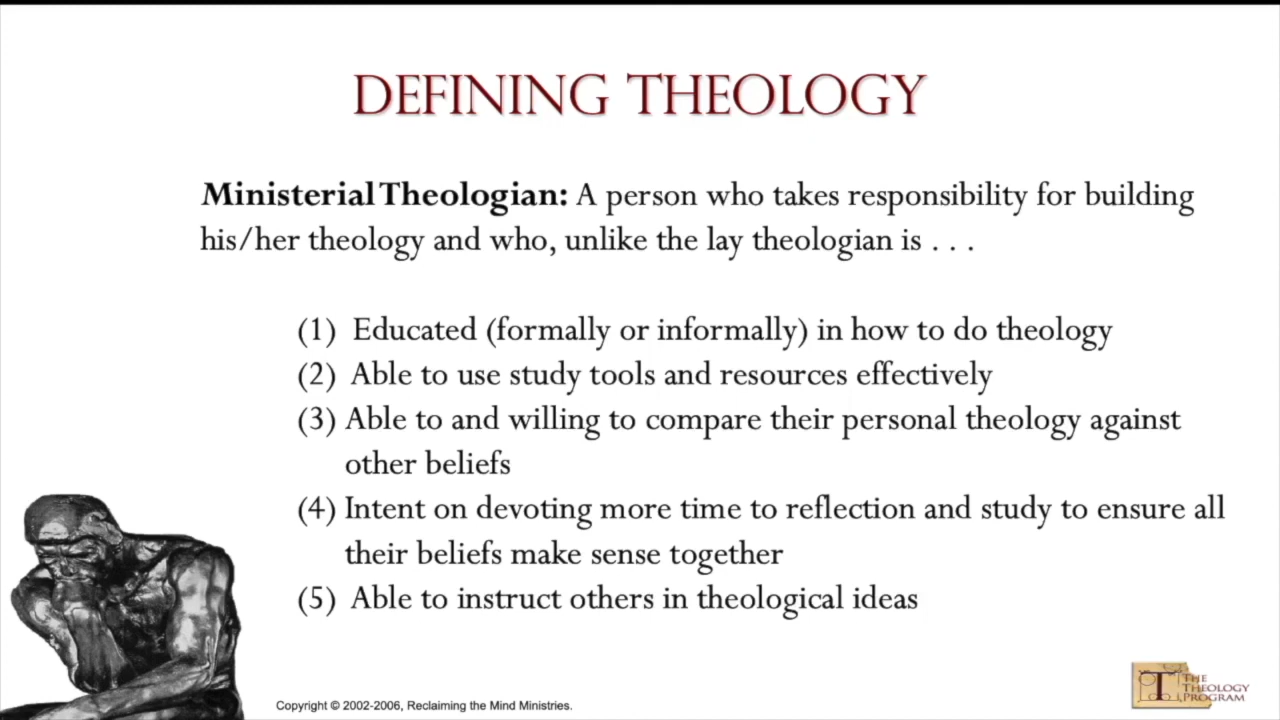 DEFINING THEOLOGY
Ministerial Theologian: A person who takes responsibility for building
his/her theology and who, unlike the lay theologian is . . .
(1) Educated (formally or informally) in how to do theology
(2) Able to use study tools and resources effectively
(3) Able to and willing to compare their personal theology against
other beliefs
(4) Intent on devoting more time to reflection and study to ensure all
their beliefs make sense together
(5) Able to instruct others in theological ideas
Copyright © 2002-2006, Reclaiming the Mind Ministries.
T THE
THEOLOGY
PROGRAM